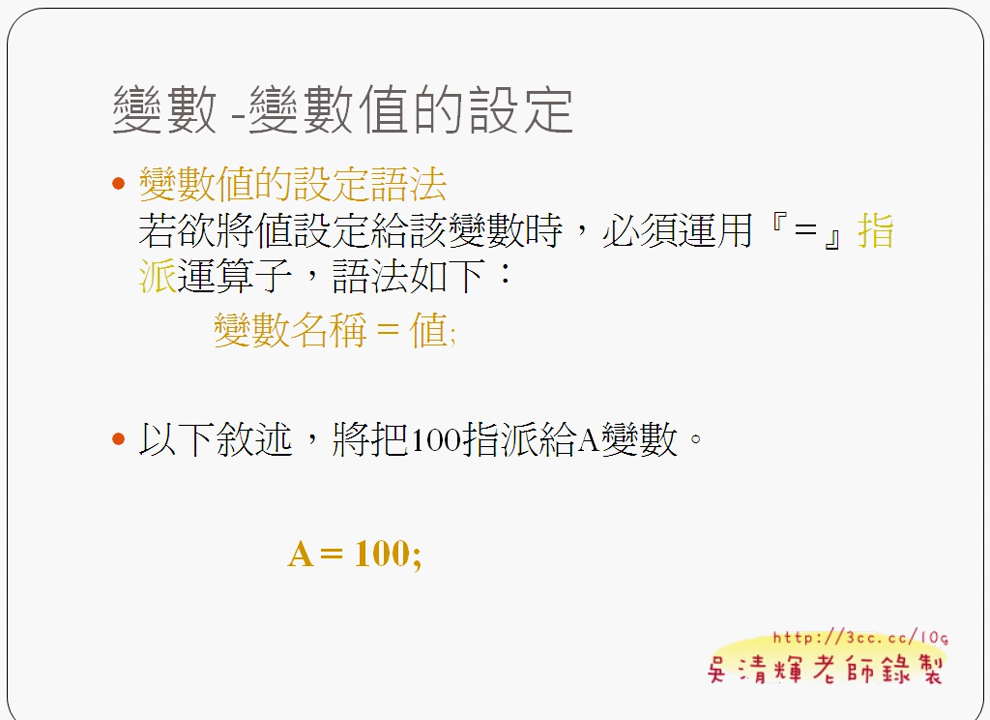 變數 -變數值的設定
• 變數值的設定語法
若欲將值設定給該變數時，必須運用『=』指
派運算子，語法如下：
變數名稱 = 值;
• 以下敘述，將把100指派給A變數。
A = 100;
http://3cc.cc/10g
吳清輝老師錄製